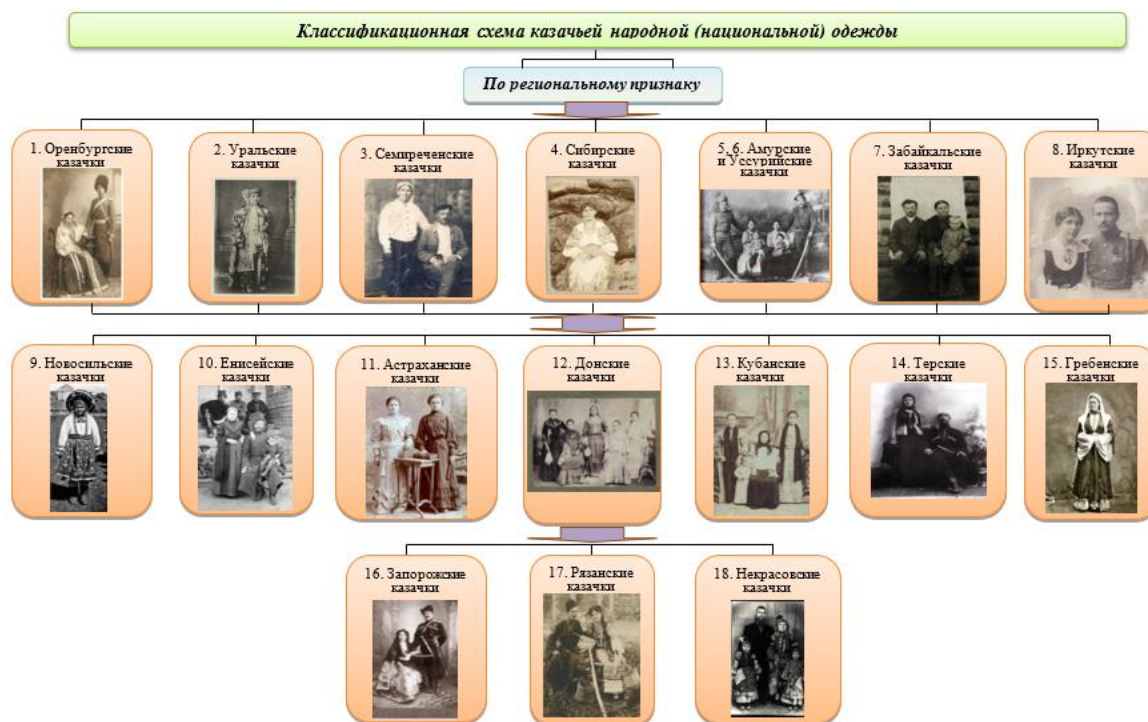 Классификационная схема казачьей народной (национальной) одежды
По региональному признаку
1. Оренбургские
казачки
2. Уральские
казачки
3. Семиреченские
казачки
4. Сибирские
казачки
5, 6. Амурские
и Уссурийские
казачки
7. Забайкальские
казачки
8. Иркутские
казачки
9. Новосильские
казачки
10. Енисейские
казачки
11. Астраханские
казачки
12. Донские
казачки
13. Кубанские
казачки
14. Терские
казачки
15. Гребенские
казачки
16. Запорожские
казачки
17. Рязанские
казачки
18. Некрасовские
казачки